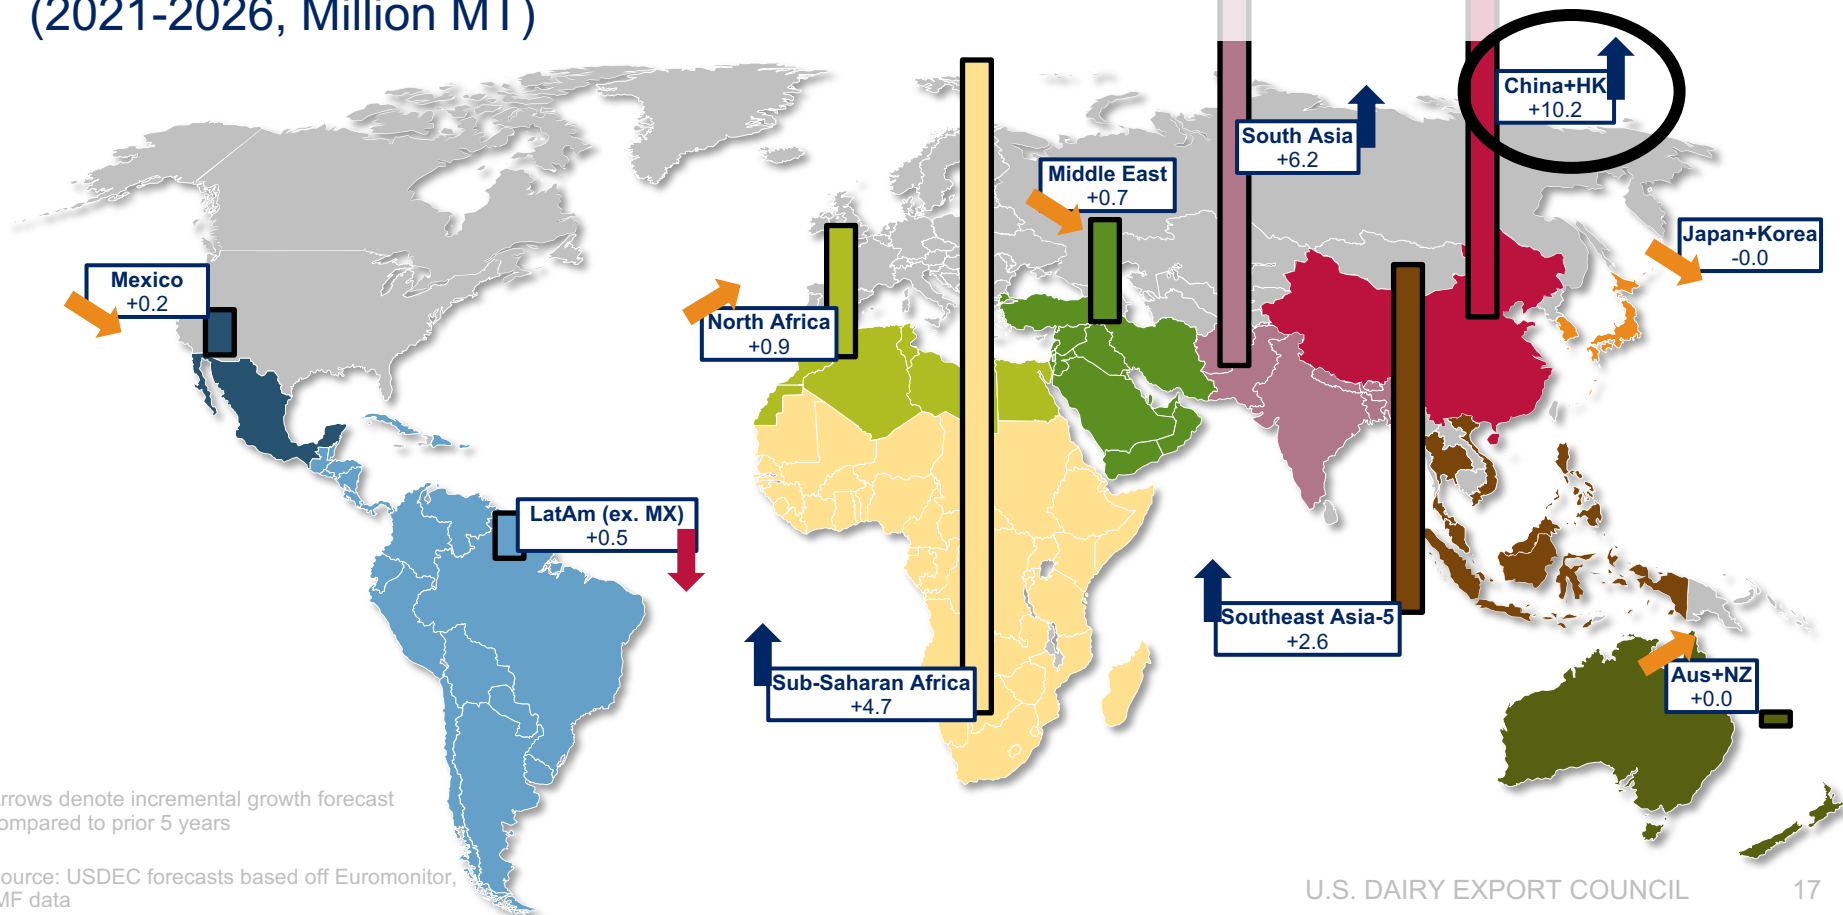 (2021-2026, Million MT)
China+HK
+10.2
South Asia
+6.2
Middle East
+0.7
Japan+Korea
-0.0
Mexico
+0.2
North Africa
+0.9
LatAm (ex. MX)
+0.5
Southeast Asia-5
+2.6
Sub-Saharan Africa
+4.7
Aus+NZ
+0.0
rrows denote incremental growth forecast
ompared to prior 5 years
ource: USDEC forecasts based off Euromonitor,
MF data
U.S. DAIRY EXPORT COUNCIL
17